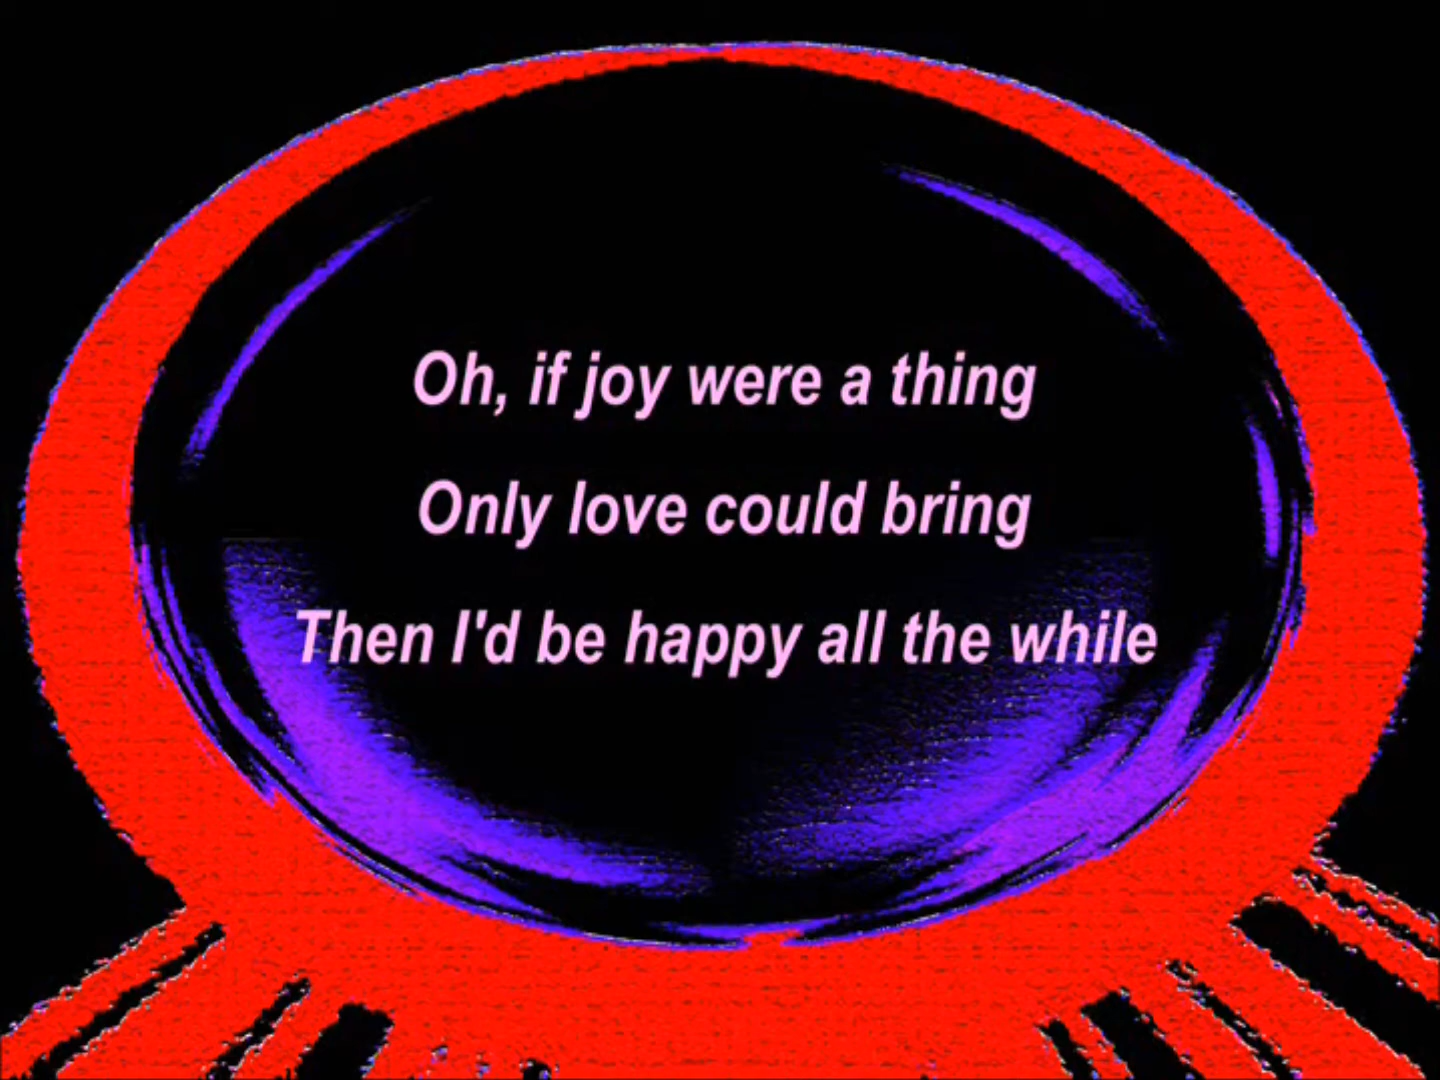 Oh, if joy were a thing
Only love could bring
Then I'd be happy all the while